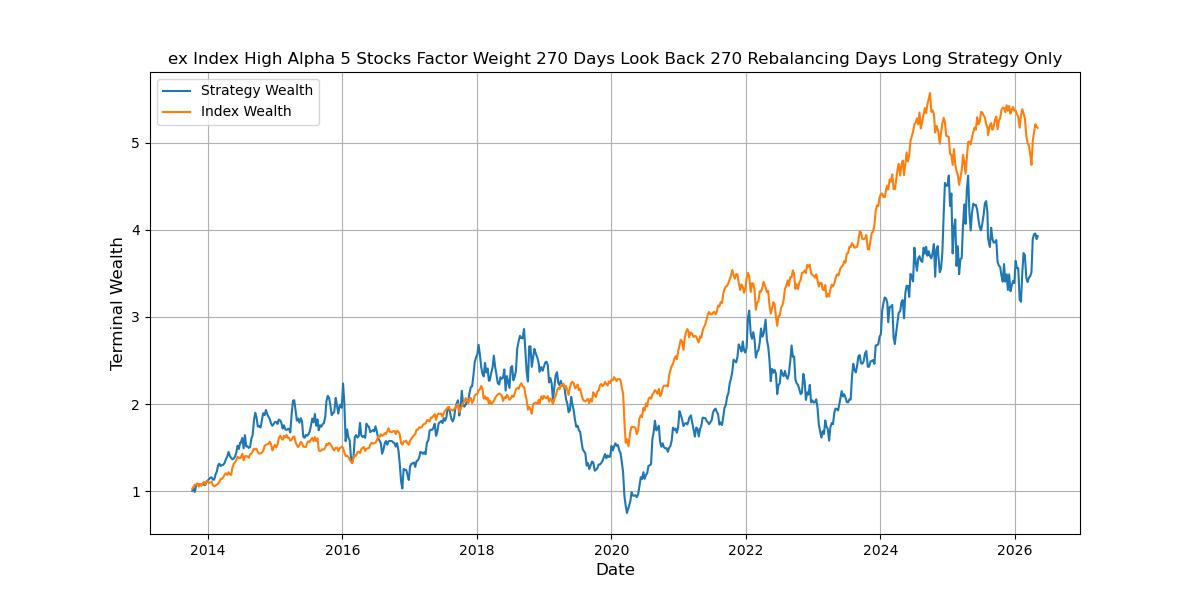 ex Index High Alpha 5 Stocks Factor Weight 270 Days Look Back 270 Rebalancing Days Long Strategy Only
Strategy Wealth
Index Wealth
Terminal Wealth
5
4
3
2
1
2014 2016 2018 2020 2022 2024 2026
Date